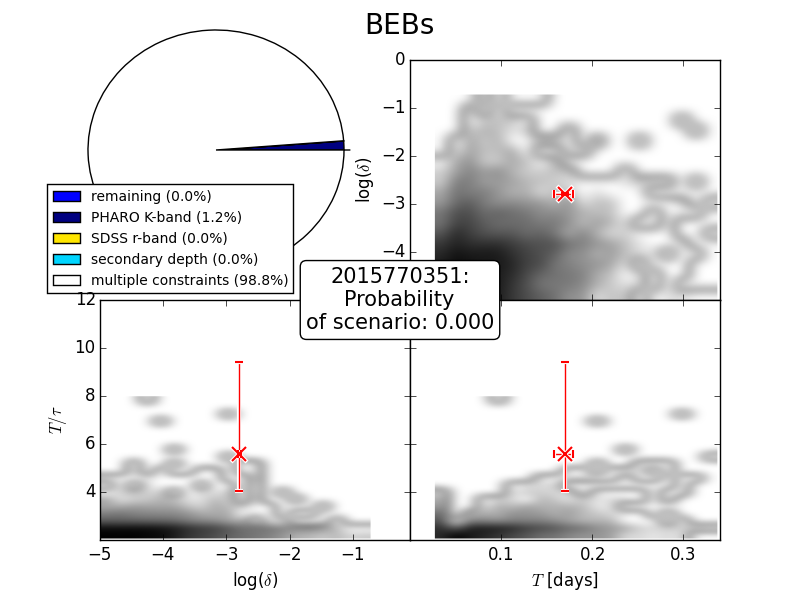 BEBs
remaining (0.0%)
PHARO K-band (1.2%)
SDSS r-band (0.0%)
secondary depth (0.0%)
multiple constraints (98.8%)
0
−1
−2
−3
−4
log(δ)
2015770351:
Probability
of scenario: 0.000
12
10
8
6
4
T/τ
−5 −4 −3 −2 −1
log(δ)
0.1 0.2 0.3
T [days]